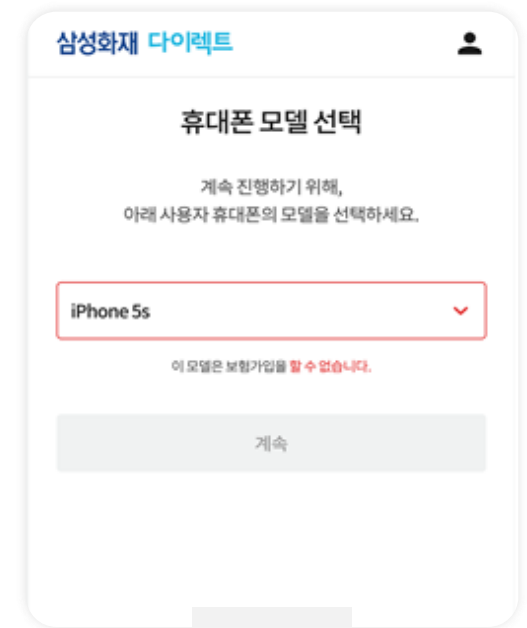 삼성화재 다이렉트
휴대폰 모델 선택
계속 진행하기 위해,
아래 사용자 휴대폰의 모델을 선택하세요.
iPhone 5s
이 모델은 보험가입을 할 수 없습니다.
계속